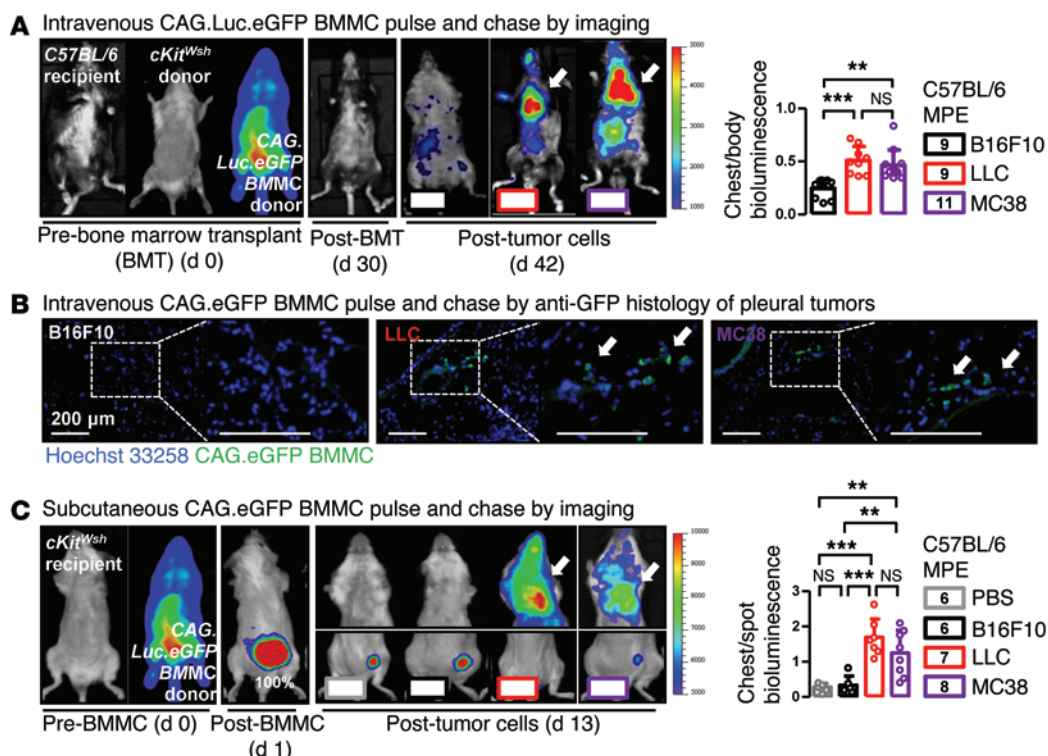 A Intravenous CAG.Luc.eGFP BMMC pulse and chase by imaging
C57BL/6
recipient
cKitWsh
donor
CAG.
Luc.eGFP
BMMC
donor
5000
4000
3000
2000
1000
Pre-bone marrow transplant
(BMT) (d 0)
Post-BMT
(d 30)
Post-tumor cells
(d 42)
Chest/body
bioluminescence
1.0
0.5
0.0
**
***
NS
C57BL/6
MPE
9 B16F10
9 LLC
11 MC38
B Intravenous CAG.eGFP BMMC pulse and chase by anti-GFP histology of pleural tumors
B16F10
200 µm
LLC
MC38
Hoechst 33258 CAG.eGFP BMMC
C Subcutaneous CAG.eGFP BMMC pulse and chase by imaging
cKitWsh
recipient
CAG.
Luc.eGFP
BMMC
donor
100%
10000
9000
8000
7000
6000
5000
Pre-BMMC (d 0)
Post-BMMC
(d 1)
Post-tumor cells (d 13)
Chest/spot
bioluminescence
3
2
1
0
**
**
***
NS *** NS
C57BL/6
MPE
6 PBS
6 B16F10
7 LLC
8 MC38